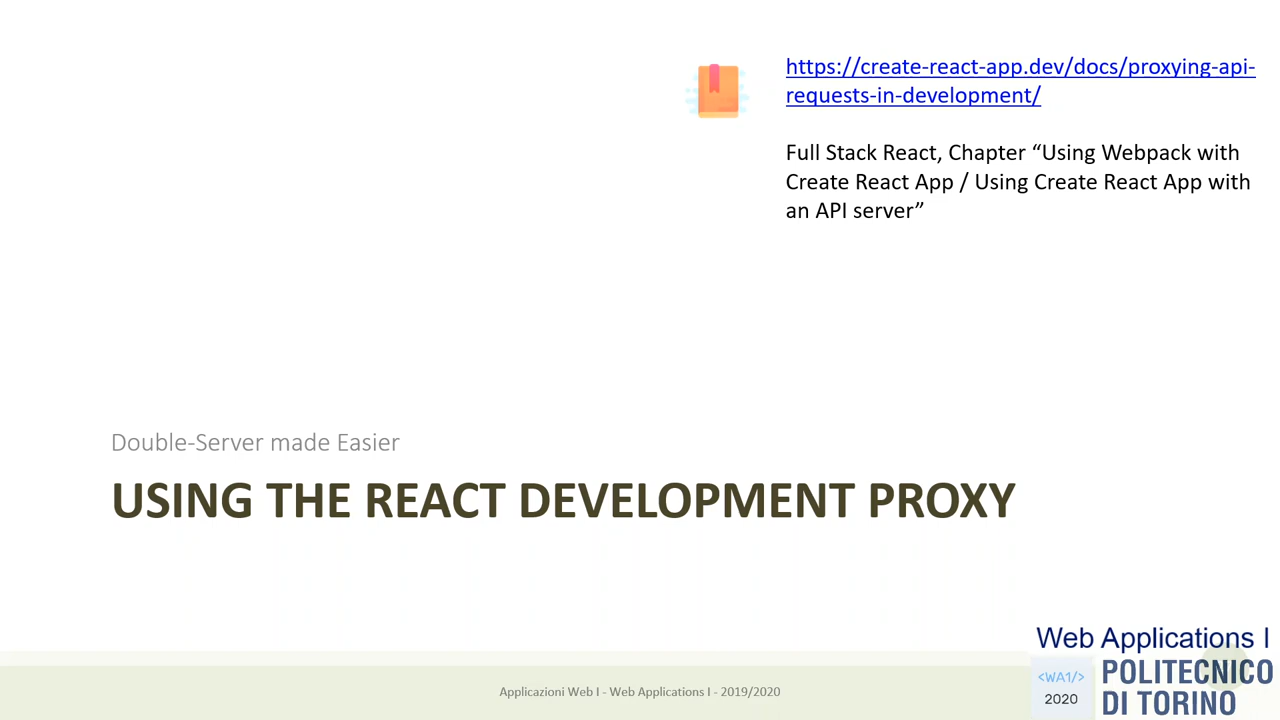 https://create-react-app.dev/docs/proxying-api-
requests-in-development/
Full Stack React, Chapter “Using Webpack with
Create React App / Using Create React App with
an API server”
Double-Server made Easier
USING THE REACT DEVELOPMENT PROXY
Applicazioni Web I - Web Applications I - 2019/2020
Web Applications I
<WA1/>
2020
POLITECNICO
DI TORINO